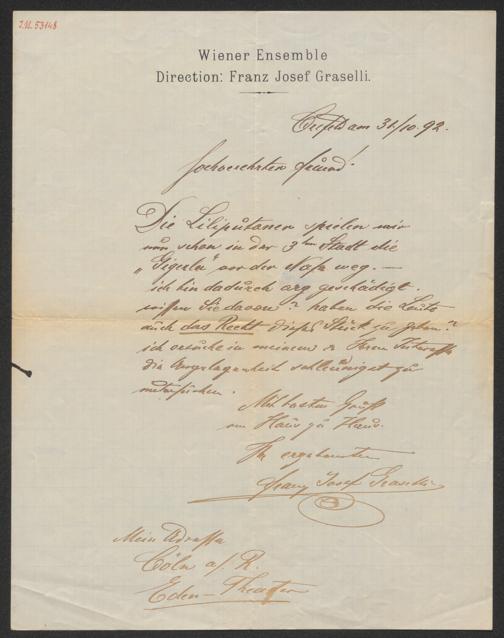 I.N. 53148
Wiener Ensemble
Direction: Franz Josef Graselli.
Crefeld am 31/10. 92.
Hochverehrter Freund!
Die Liliputaner spielen mir
nun schon in der 3ten Stadt die
„Gigerln“ vor der Nase weg. —
ich bin dadurch arg geschädigt.
wissen Sie davon? haben die Leute
auch das Recht dieses Stück zu geben?
ich ersuche in meinem & Ihrem Interesse
die Angelegenheit schleunigst zu
untersuchen.
Mit besten Gruß
von Haus zu Haus.
Ihr ergebenster
Franz Josef Graselli
Mein Adresse
Cöln a/R.
Eden-Theater